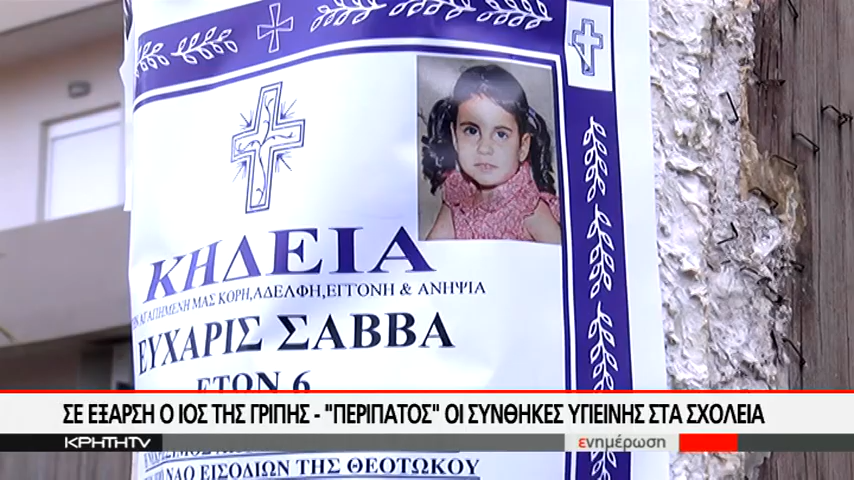 ΚΗΔΕΙΑ
ΑΓΑΠΗΜΕΝΗ ΜΑΣ ΚΟΡΗ,ΑΔΕΛΦΗ,ΕΓΓΟΝΗ & ΑΝΗΨΙΑ
ΕΥΧΑΡΙΣ ΣΑΒΒΑ
ΕΤΩΝ 6
ΣΕ ΕΞΑΡΣΗ Ο ΙΟΣ ΤΗΣ ΓΡΙΠΗΣ - "ΠΕΡΙΠΑΤΟΣ" ΟΙ ΣΥΝΘΗΚΕΣ ΥΓΙΕΙΝΗΣ ΣΤΑ ΣΧΟΛΕΙΑ
ΚΡΗΤΗTV
ενημέρωση
ΝΑΟ ΕΙΣΟΔΙΩΝ ΤΗΣ ΘΕΟΤΟΚΟΥ